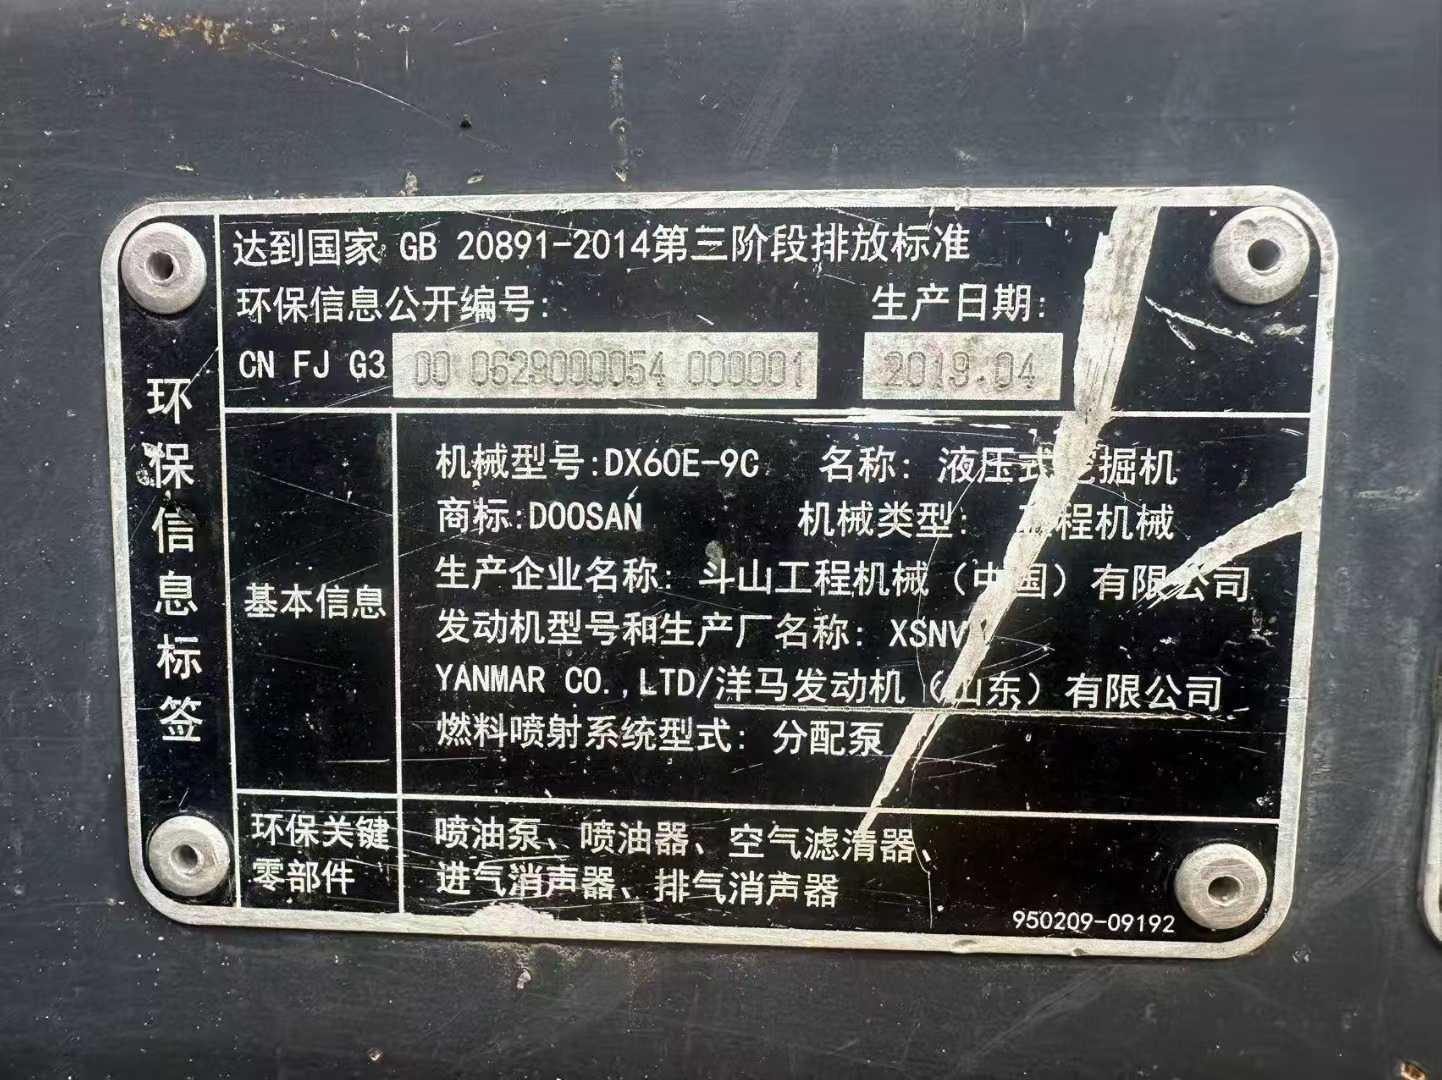 环保信息标签
达到国家 GB 20891-2014第三阶段排放标准
环保信息公开编号: 生产日期:
CN FJ G3 00 0629000054 000001 2019.04
基本信息
机械型号:DX60E-9C 名称: 液压式挖掘机
商标:DOOSAN 机械类型: 工程机械
生产企业名称: 斗山工程机械（中国）有限公司
发动机型号和生产厂名称: XSNV
YANMAR CO.,LTD/洋马发动机（山东）有限公司
燃料喷射系统型式: 分配泵
环保关键
零部件
喷油泵、喷油器、空气滤清器、
进气消声器、排气消声器
950209-09192